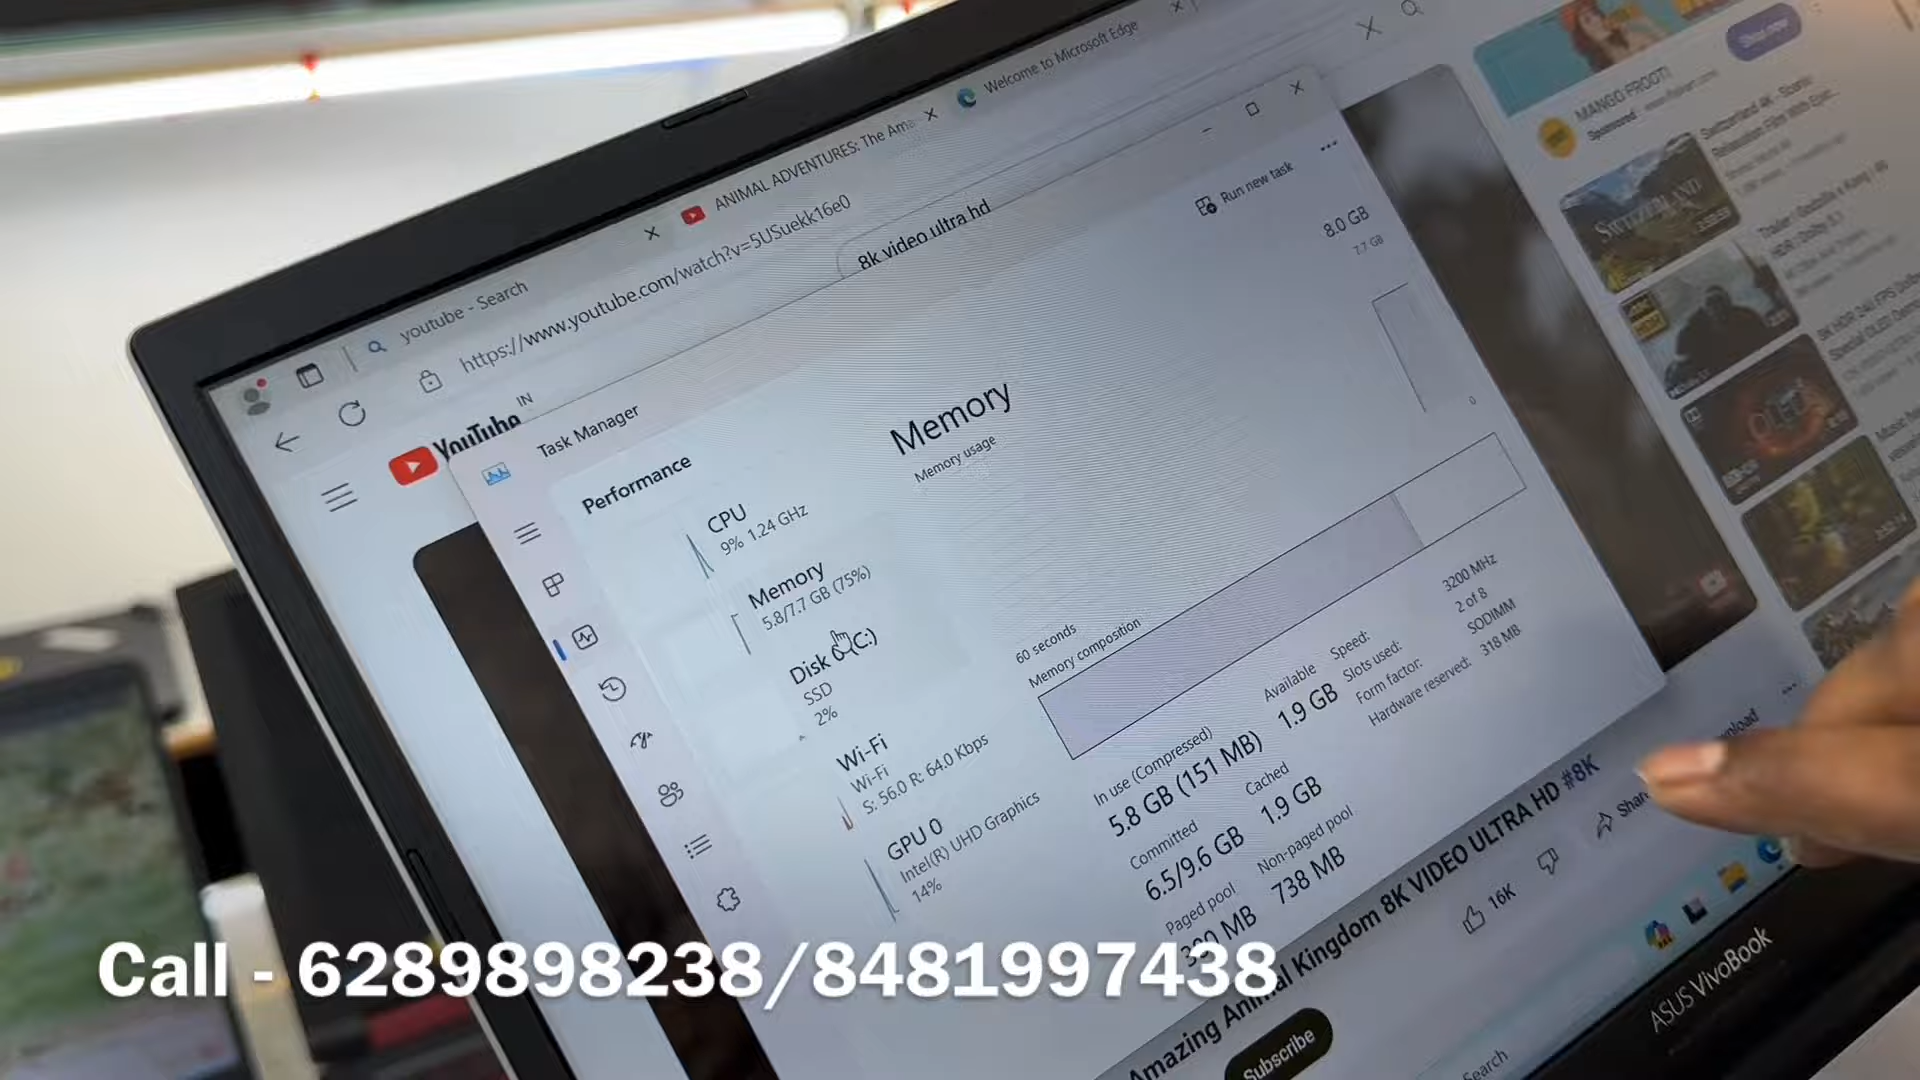 Welcome to Microsoft Edge
ANIMAL ADVENTURES: The Ama
youtube - Search
https://www.youtube.com/watch?v=5USuekk16e0
8k video ultra hd
YouTube IN
Task Manager
Run new task
Performance
Memory
8.0 GB
Memory usage
7.7 GB
CPU
9% 1.24 GHz
Memory
5.8/7.7 GB (75%)
Disk (C:)
SSD
2%
Wi-Fi
Wi-Fi
S: 56.0 R: 64.0 Kbps
GPU 0
Intel(R) UHD Graphics
14%
60 seconds
0
Memory composition
In use (Compressed)
5.8 GB (151 MB)
Available
1.9 GB
Speed: 3200 MHz
Slots used: 2 of 8
Form factor: SODIMM
Hardware reserved: 318 MB
Committed
6.5/9.6 GB
Cached
1.9 GB
Paged pool
Non-paged pool
738 MB
Amazing Animal Kingdom 8K VIDEO ULTRA HD #8K
Subscribe
16K
Share
Search
MANGO FROOTI
Sponsored
Shop now
SWITZERLAND
ASUS VivoBook
Call - 6289898238/8481997438